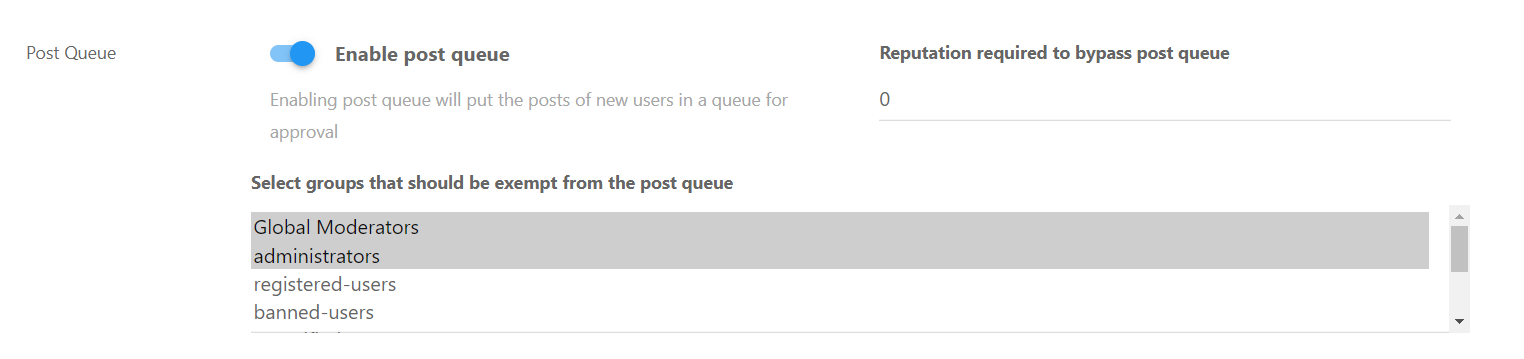 Post Queue
Enable post queue
Reputation required to bypass post queue
Enabling post queue will put the posts of new users in a queue for
approval
0
Select groups that should be exempt from the post queue
Global Moderators
administrators
registered-users
banned-users